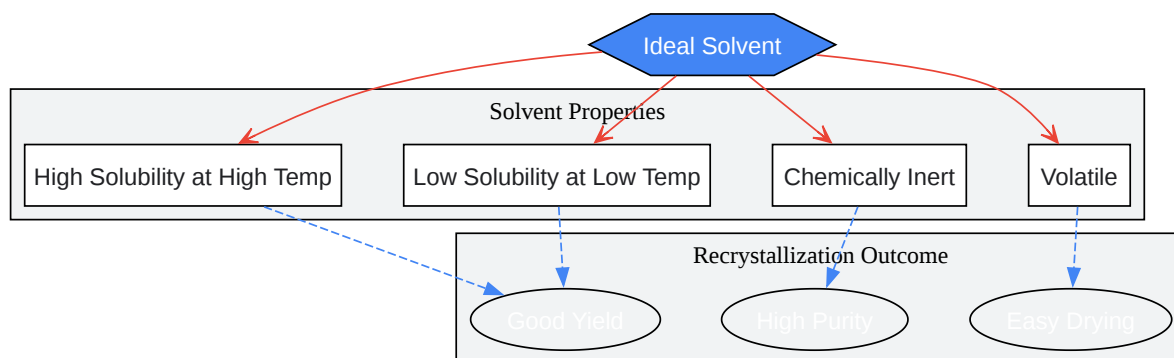 Ideal Solvent
Solvent Properties
High Solubility at High Temp
Low Solubility at Low Temp
Chemically Inert
Volatile
Recrystallization Outcome
Good Yield
High Purity
Easy Drying